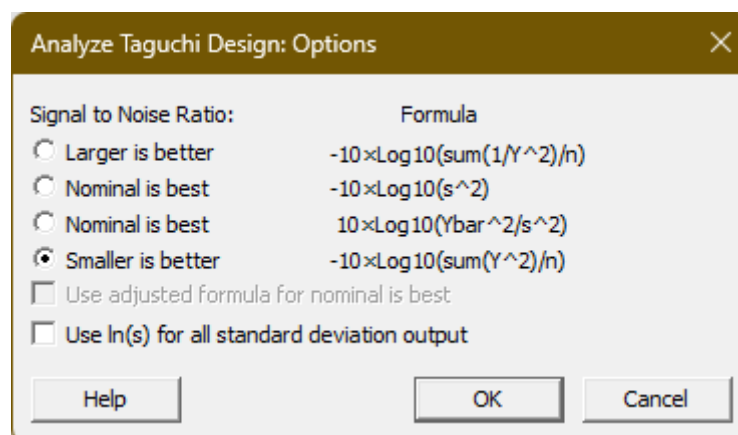 Analyze Taguchi Design: Options
Signal to Noise Ratio: Formula
Larger is better -10×Log10(sum(1/Y^2)/n)
Nominal is best -10×Log10(s^2)
Nominal is best 10×Log10(Ybar^2/s^2)
Smaller is better -10×Log10(sum(Y^2)/n)
Use adjusted formula for nominal is best
Use ln(s) for all standard deviation output
Help OK Cancel